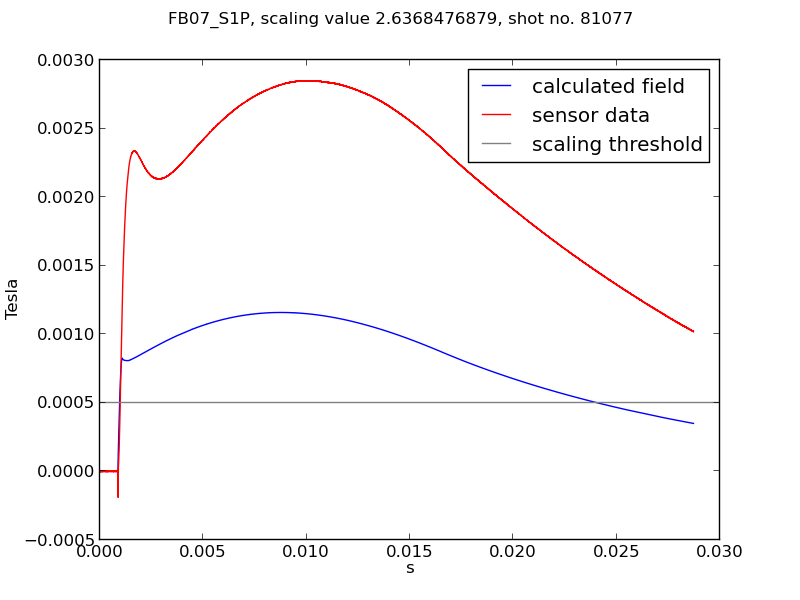 FB07_S1P, scaling value 2.6368476879, shot no. 81077
0.0030
0.0025
0.0020
0.0015
0.0010
0.0005
0.0000
−0.0005
Tesla
calculated field
sensor data
scaling threshold
0.000 0.005 0.010 0.015 0.020 0.025 0.030
s